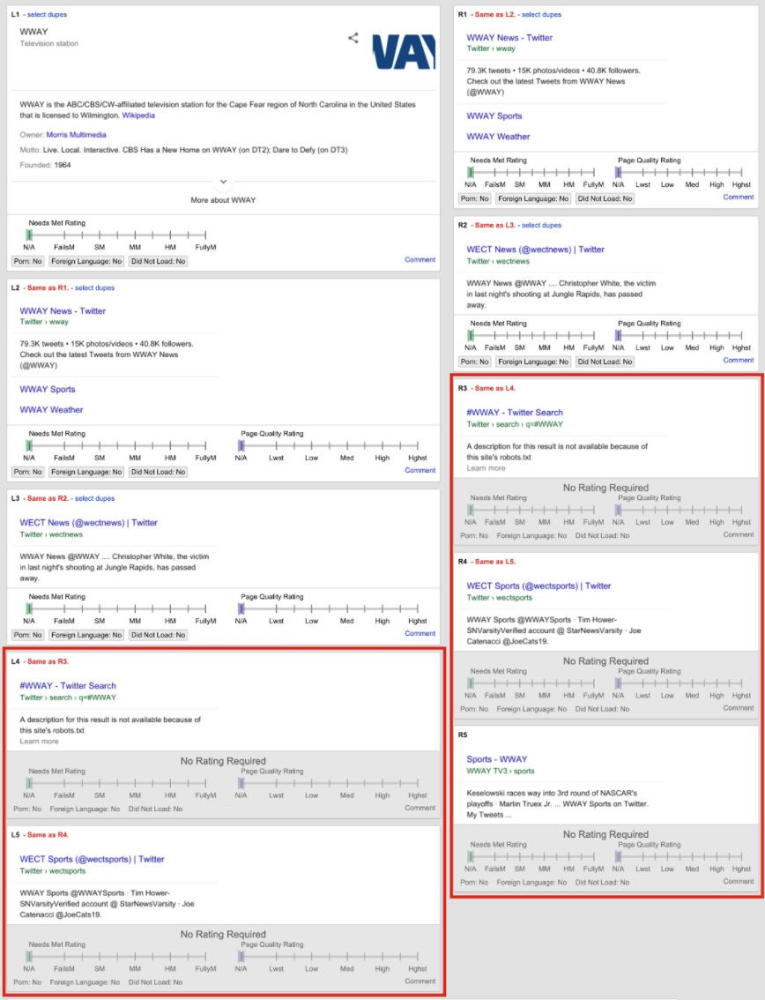 L1 - select dupes
WWAY
Television station
WAY
WWAY is the ABC/CBS/CW-affiliated television station for the Cape Fear region of North Carolina in the United States
that is licensed to Wilmington. Wikipedia
Owner: Morris Multimedia
Motto: Live. Local. Interactive. CBS Has a New Home on WWAY (on DT2); Dare to Defy (on DT3)
Founded: 1964
More about WWAY
Needs Met Rating
N/A FailsM SM MM HM FullyM
Porn: No Foreign Language: No Did Not Load: No
Comment
L2 - Same as R1. - select dupes
WWAY News - Twitter
Twitter › wway
79.3K tweets • 15K photos/videos • 40.8K followers.
Check out the latest Tweets from WWAY News
(@WWAY)
WWAY Sports
WWAY Weather
Needs Met Rating Page Quality Rating
N/A FailsM SM MM HM FullyM N/A Lwst Low Med High Hghst
Porn: No Foreign Language: No Did Not Load: No
Comment
L3 - Same as R2. - select dupes
WECT News (@wectnews) | Twitter
Twitter › wectnews
WWAY News @WWAY .... Christopher White, the victim
in last night's shooting at Jungle Rapids, has passed
away.
Needs Met Rating Page Quality Rating
N/A FailsM SM MM HM FullyM N/A Lwst Low Med High Hghst
Porn: No Foreign Language: No Did Not Load: No
Comment
L4 - Same as R3.
#WWAY - Twitter Search
Twitter › search › q=#WWAY
A description for this result is not available because of
this site's robots.txt
Learn more
No Rating Required
Needs Met Rating Page Quality Rating
N/A FailsM SM MM HM FullyM N/A Lwst Low Med High Hghst
Porn: No Foreign Language: No Did Not Load: No
Comment
L5 - Same as R4.
WECT Sports (@wectsports) | Twitter
Twitter › wectsports
WWAY Sports @WWAYSports · Tim Hower-
SNVarsityVerified account @ StarNewsVarsity · Joe
Catenacci @JoeCats19.
No Rating Required
Needs Met Rating Page Quality Rating
N/A FailsM SM MM HM FullyM N/A Lwst Low Med High Hghst
Porn: No Foreign Language: No Did Not Load: No
Comment
R1 - Same as L2. - select dupes
WWAY News - Twitter
Twitter › wway
79.3K tweets • 15K photos/videos • 40.8K followers.
Check out the latest Tweets from WWAY News
(@WWAY)
WWAY Sports
WWAY Weather
Needs Met Rating Page Quality Rating
N/A FailsM SM MM HM FullyM N/A Lwst Low Med High Hghst
Porn: No Foreign Language: No Did Not Load: No
Comment
R2 - Same as L3. - select dupes
WECT News (@wectnews) | Twitter
Twitter › wectnews
WWAY News @WWAY .... Christopher White, the victim
in last night's shooting at Jungle Rapids, has passed
away.
Needs Met Rating Page Quality Rating
N/A FailsM SM MM HM FullyM N/A Lwst Low Med High Hghst
Porn: No Foreign Language: No Did Not Load: No
Comment
R3 - Same as L4.
#WWAY - Twitter Search
Twitter › search › q=#WWAY
A description for this result is not available because of
this site's robots.txt
Learn more
No Rating Required
Needs Met Rating Page Quality Rating
N/A FailsM SM MM HM FullyM N/A Lwst Low Med High Hghst
Porn: No Foreign Language: No Did Not Load: No
Comment
R4 - Same as L5.
WECT Sports (@wectsports) | Twitter
Twitter › wectsports
WWAY Sports @WWAYSports · Tim Hower-
SNVarsityVerified account @ StarNewsVarsity · Joe
Catenacci @JoeCats19.
No Rating Required
Needs Met Rating Page Quality Rating
N/A FailsM SM MM HM FullyM N/A Lwst Low Med High Hghst
Porn: No Foreign Language: No Did Not Load: No
Comment
R5
Sports - WWAY
WWAY TV3 › sports
Keselowski races way into 3rd round of NASCAR's
playoffs · Martin Truex Jr. ... WWAY Sports on Twitter.
My Tweets ...
No Rating Required
Needs Met Rating Page Quality Rating
N/A FailsM SM MM HM FullyM N/A Lwst Low Med High Hghst
Porn: No Foreign Language: No Did Not Load: No
Comment